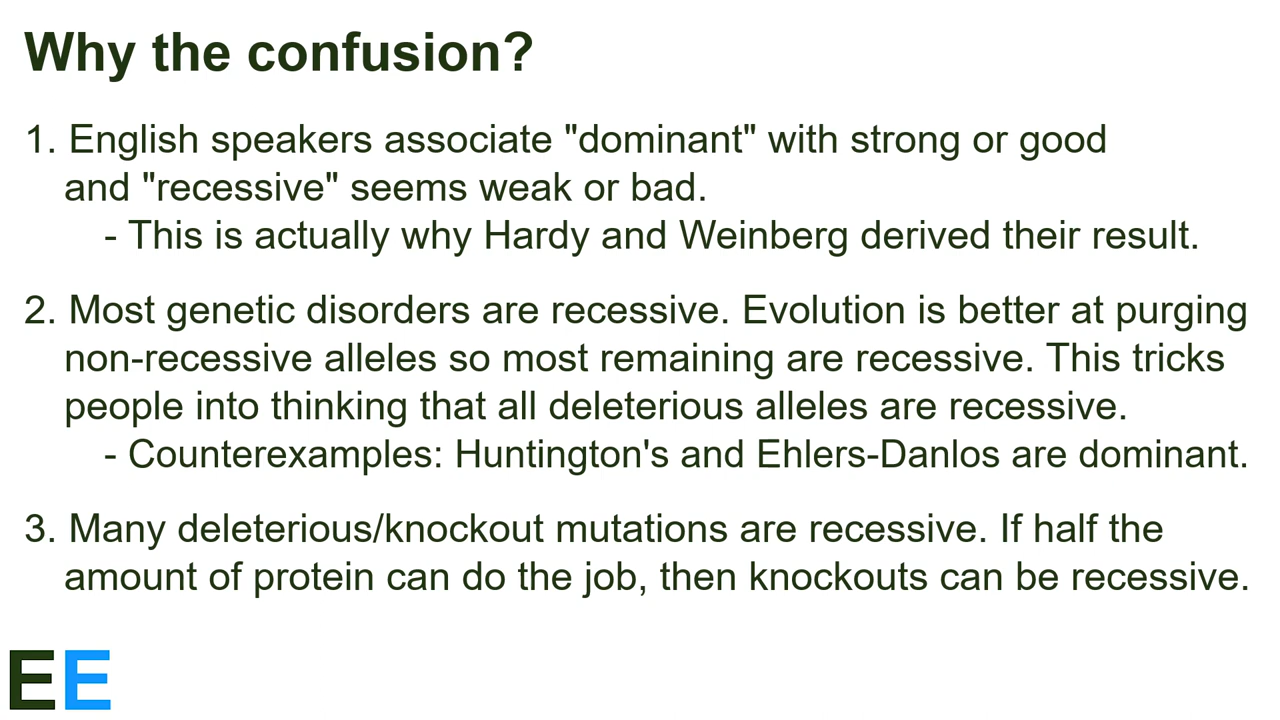 Why the confusion?
1. English speakers associate "dominant" with strong or good
and "recessive" seems weak or bad.
- This is actually why Hardy and Weinberg derived their result.
2. Most genetic disorders are recessive. Evolution is better at purging
non-recessive alleles so most remaining are recessive. This tricks
people into thinking that all deleterious alleles are recessive.
- Counterexamples: Huntington's and Ehlers-Danlos are dominant.
3. Many deleterious/knockout mutations are recessive. If half the
amount of protein can do the job, then knockouts can be recessive.
EE